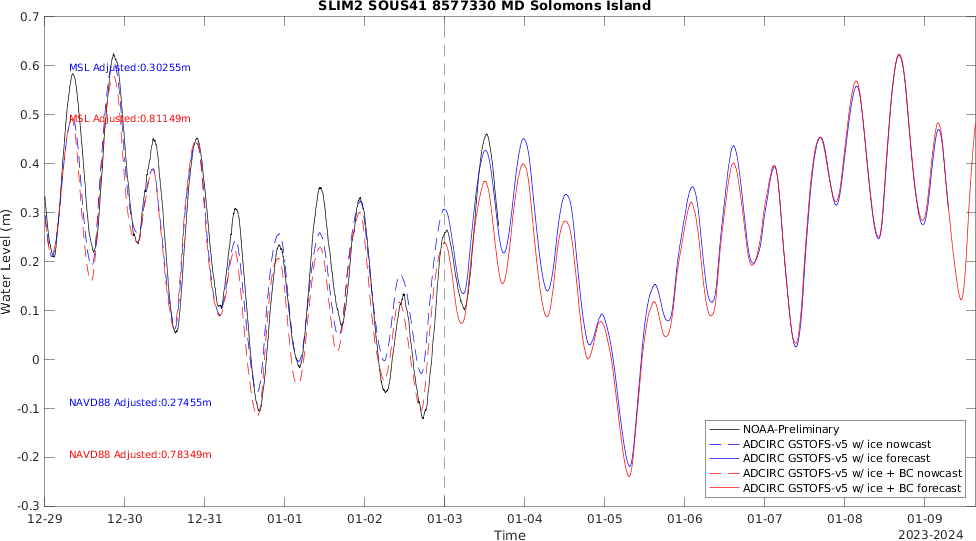 SLIM2 SOUS41 8577330 MD Solomons Island
0.7
0.6
0.5
0.4
0.3
0.2
0.1
0
-0.1
-0.2
-0.3
Water Level (m)
MSL Adjusted:0.30255m
MSL Adjusted:0.81149m
NAVD88 Adjusted:0.27455m
NAVD88 Adjusted:0.78349m
NOAA-Preliminary
ADCIRC GSTOFS-v5 w/ ice nowcast
ADCIRC GSTOFS-v5 w/ ice forecast
ADCIRC GSTOFS-v5 w/ ice + BC nowcast
ADCIRC GSTOFS-v5 w/ ice + BC forecast
12-29 12-30 12-31 01-01 01-02 01-03 01-04 01-05 01-06 01-07 01-08 01-09
Time
2023-2024